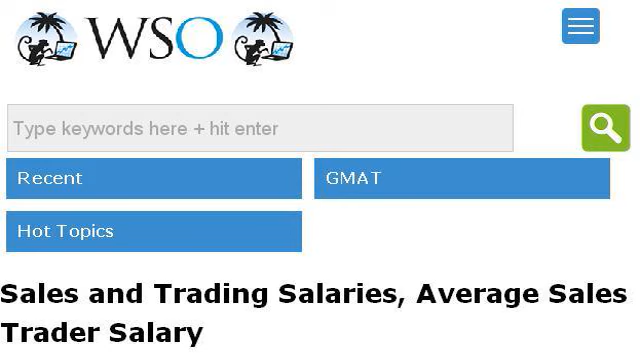 WSO
Type keywords here + hit enter
Recent
GMAT
Hot Topics
Sales and Trading Salaries, Average Sales
Trader Salary